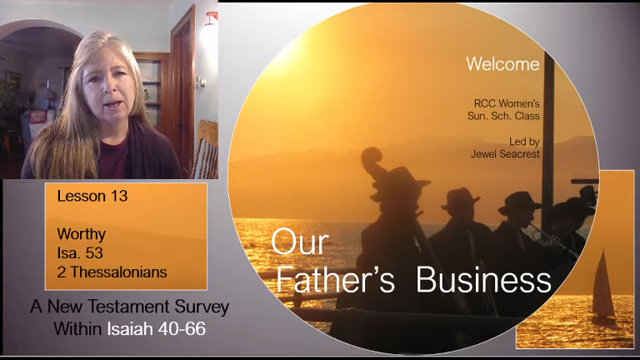 Welcome
RCC Women's
Sun. Sch. Class
Led by
Jewel Seacrest
Lesson 13
Worthy
Isa. 53
2 Thessalonians
Our
Father's Business
A New Testament Survey
Within Isaiah 40-66